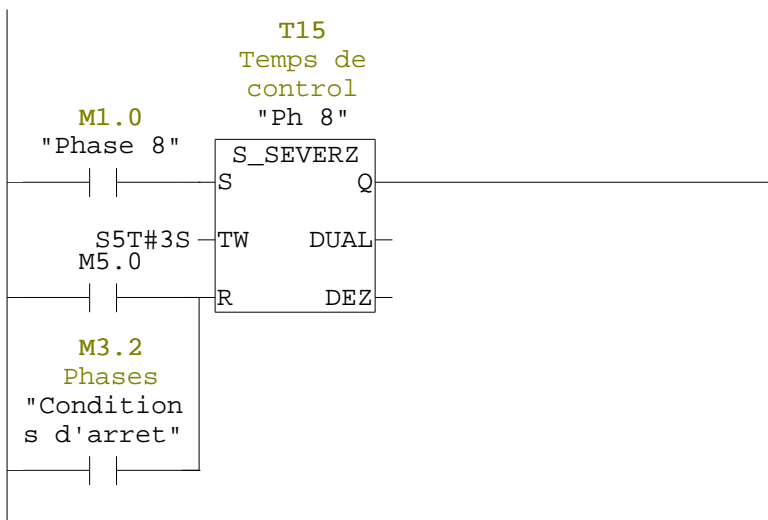 T15
Temps de
control
"Ph 8"
M1.0
"Phase 8"
S_SEVERZ
S Q
S5T#3S TW DUAL
M5.0
R DEZ
M3.2
Phases
"Condition
s d'arret"